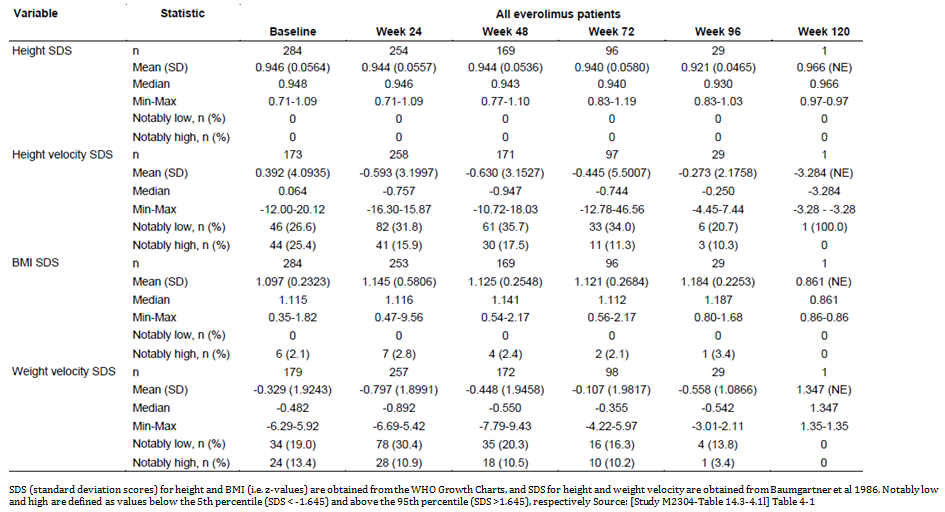 Variable Statistic All everolimus patients
Baseline Week 24 Week 48 Week 72 Week 96 Week 120
Height SDS n 284 254 169 96 29 1
Mean (SD) 0.946 (0.0564) 0.944 (0.0557) 0.944 (0.0536) 0.940 (0.0580) 0.921 (0.0465) 0.966 (NE)
Median 0.948 0.946 0.943 0.940 0.930 0.966
Min-Max 0.71-1.09 0.71-1.09 0.77-1.10 0.83-1.19 0.83-1.03 0.97-0.97
Notably low, n (%) 0 0 0 0 0 0
Notably high, n (%) 0 0 0 0 0 0
Height velocity SDS n 173 258 171 97 29 1
Mean (SD) 0.392 (4.0935) -0.593 (3.1997) -0.630 (3.1527) -0.445 (5.5007) -0.273 (2.1758) -3.284 (NE)
Median 0.064 -0.757 -0.947 -0.744 -0.250 -3.284
Min-Max -12.00-20.12 -16.30-15.87 -10.72-18.03 -12.78-46.56 -4.45-7.44 -3.28 - -3.28
Notably low, n (%) 46 (26.6) 82 (31.8) 61 (35.7) 33 (34.0) 6 (20.7) 1 (100.0)
Notably high, n (%) 44 (25.4) 41 (15.9) 30 (17.5) 11 (11.3) 3 (10.3) 0
BMI SDS n 284 253 169 96 29 1
Mean (SD) 1.097 (0.2323) 1.145 (0.5806) 1.125 (0.2548) 1.121 (0.2684) 1.184 (0.2253) 0.861 (NE)
Median 1.115 1.116 1.141 1.112 1.187 0.861
Min-Max 0.35-1.82 0.47-9.56 0.54-2.17 0.56-2.17 0.80-1.68 0.86-0.86
Notably low, n (%) 0 0 0 0 0 0
Notably high, n (%) 6 (2.1) 7 (2.8) 4 (2.4) 2 (2.1) 1 (3.4) 0
Weight velocity SDS n 179 257 172 98 29 1
Mean (SD) -0.329 (1.9243) -0.797 (1.8991) -0.448 (1.9458) -0.107 (1.9817) -0.558 (1.0866) 1.347 (NE)
Median -0.482 -0.892 -0.550 -0.355 -0.542 1.347
Min-Max -6.29-5.92 -6.69-5.42 -7.79-9.43 -4.22-5.97 -3.01-2.11 1.35-1.35
Notably low, n (%) 34 (19.0) 78 (30.4) 35 (20.3) 16 (16.3) 4 (13.8) 0
Notably high, n (%) 24 (13.4) 28 (10.9) 18 (10.5) 10 (10.2) 1 (3.4) 0
SDS (standard deviation scores) for height and BMI (i.e. z-values) are obtained from the WHO Growth Charts, and SDS for height and weight velocity are obtained from Baumgartner et al 1986. Notably low
and high are defined as values below the 5th percentile (SDS < -1.645) and above the 95th percentile (SDS >1.645), respectively Source: [Study M2304-Table 14.3-4.1l] Table 4-1